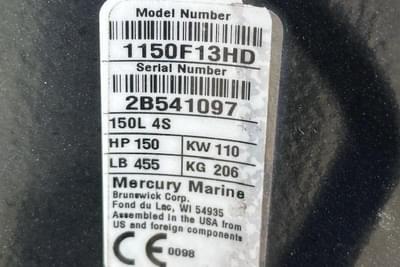 Model Number
1150F13HD
Serial Number
2B541097
150L 4S
HP 150 KW 110
LB 455 KG 206
Mercury Marine
Brunswick Corp.
Fond du Lac, WI 54935
Assembled in the USA from
US and foreign components
CE 0098